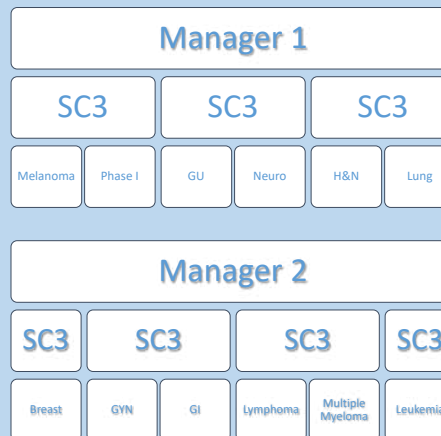 Manager 1
SC3 SC3 SC3
Melanoma Phase I GU Neuro H&N Lung
Manager 2
SC3 SC3 SC3 SC3
Breast GYN GI Lymphoma Multiple Myeloma Leukemia